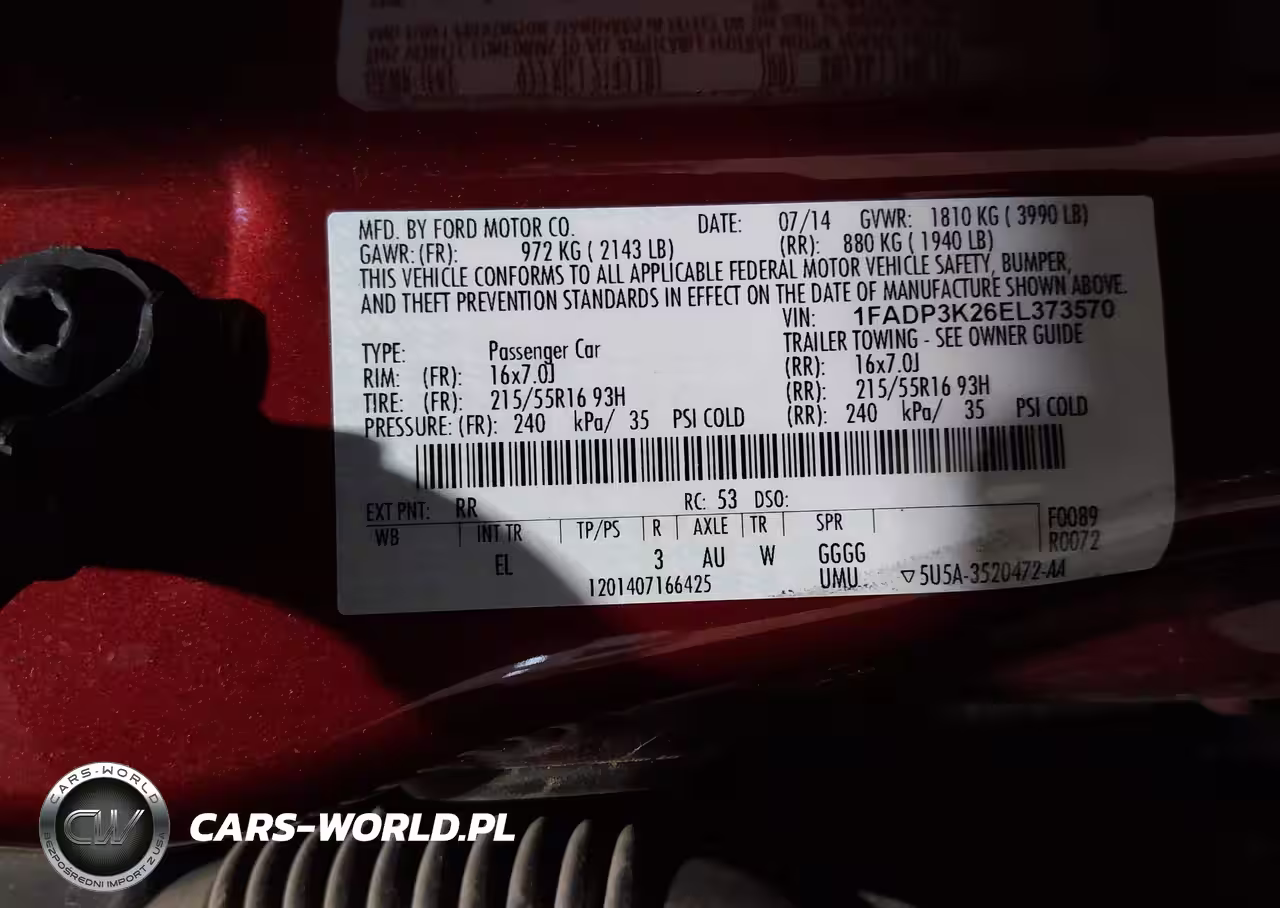 MFD. BY FORD MOTOR CO. DATE: 07/14 GVWR: 1810 KG ( 3990 LB)
GAWR: (FR): 972 KG ( 2143 LB) (RR): 880 KG ( 1940 LB)
THIS VEHICLE CONFORMS TO ALL APPLICABLE FEDERAL MOTOR VEHICLE SAFETY, BUMPER,
AND THEFT PREVENTION STANDARDS IN EFFECT ON THE DATE OF MANUFACTURE SHOWN ABOVE.
VIN: 1FADP3K26EL373570
TRAILER TOWING - SEE OWNER GUIDE
TYPE: Passenger Car
RIM: (FR): 16x7.0J (RR): 16x7.0J
TIRE: (FR): 215/55R16 93H (RR): 215/55R16 93H
PRESSURE: (FR): 240 kPa/ 35 PSI COLD (RR): 240 kPa/ 35 PSI COLD
EXT PNT: RR RC: 53 DSO:
WB INT TR TP/PS R AXLE TR SPR F0089
R0072
EL 3 AU W GGGG
1201407166425 UMU ▽5U5A-3520472-AA
CARS-WORLD
CW
BEZPOŚREDNI IMPORT Z USA
CARS-WORLD.PL